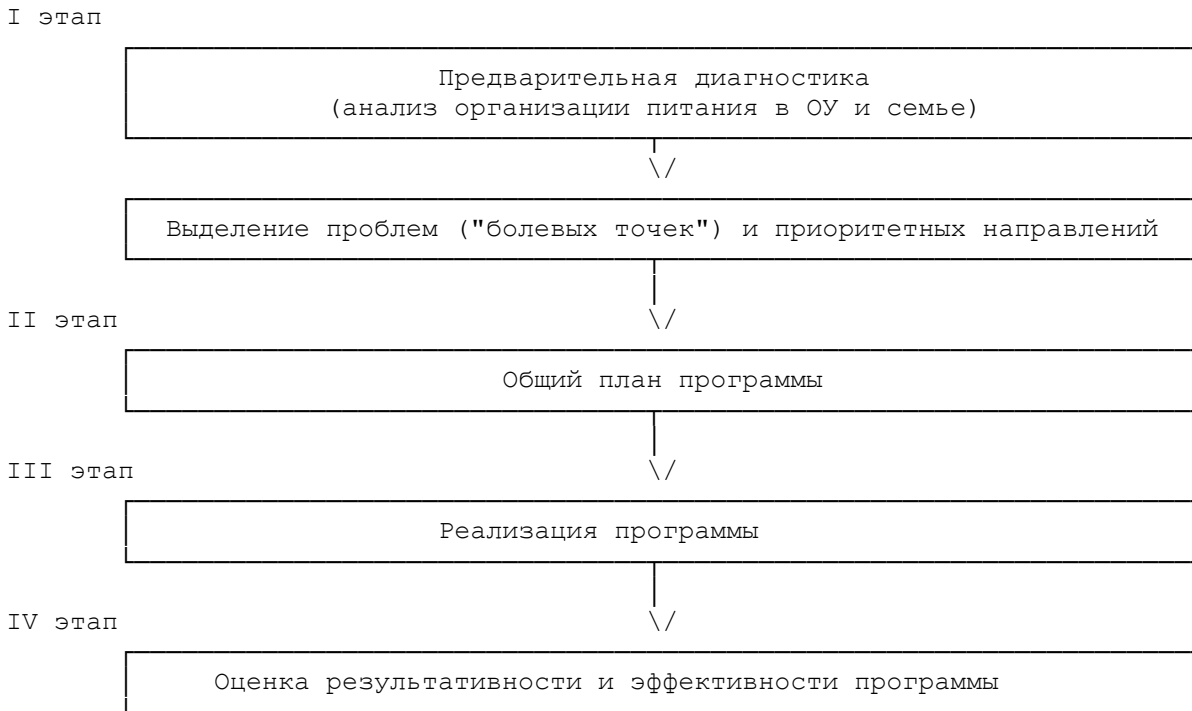 I этап
Предварительная диагностика
(анализ организации питания в ОУ и семье)
Выделение проблем ("болевых точек") и приоритетных направлений
II этап
Общий план программы
III этап
Реализация программы
IV этап
Оценка результативности и эффективности программы